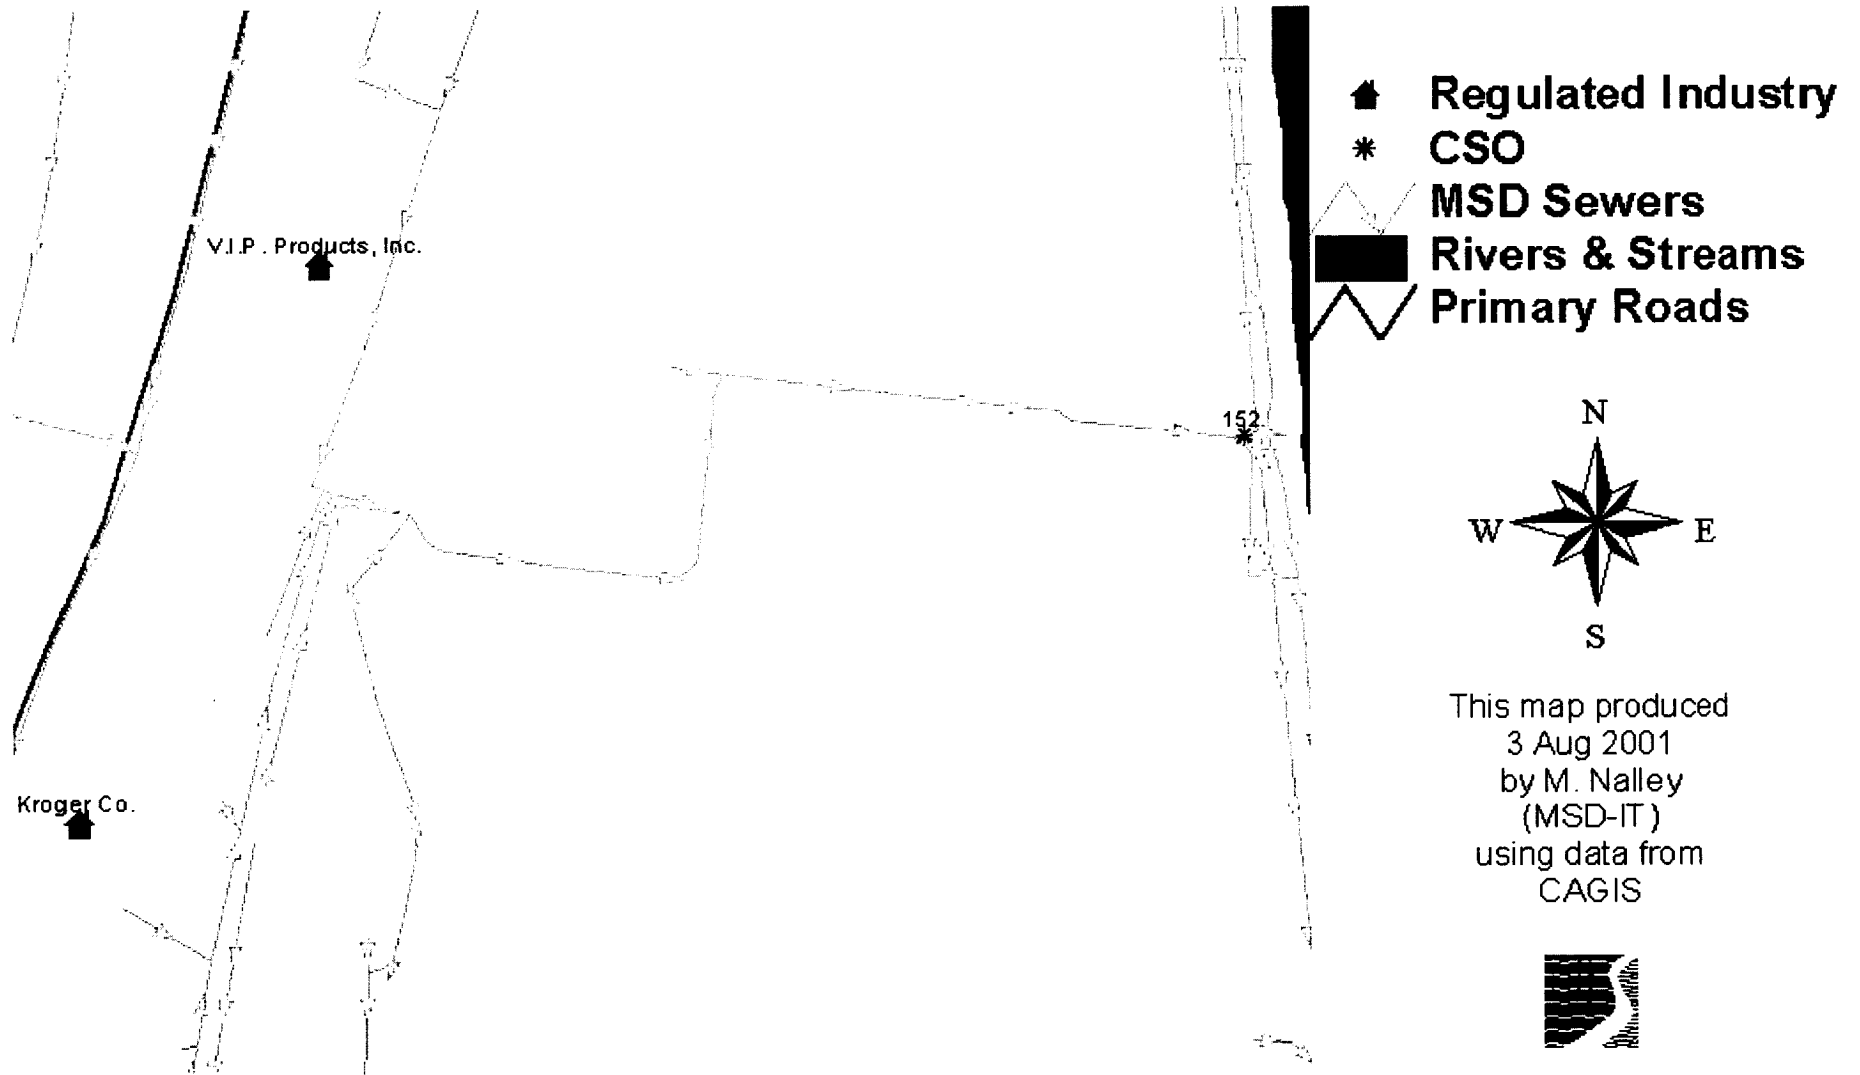 V.I.P. Products, Inc.
152
Kroger Co.
Regulated Industry
CSO
MSD Sewers
Rivers & Streams
Primary Roads
N
W
E
S
This map produced
3 Aug 2001
by M. Nalley
(MSD-IT)
using data from
CAGIS